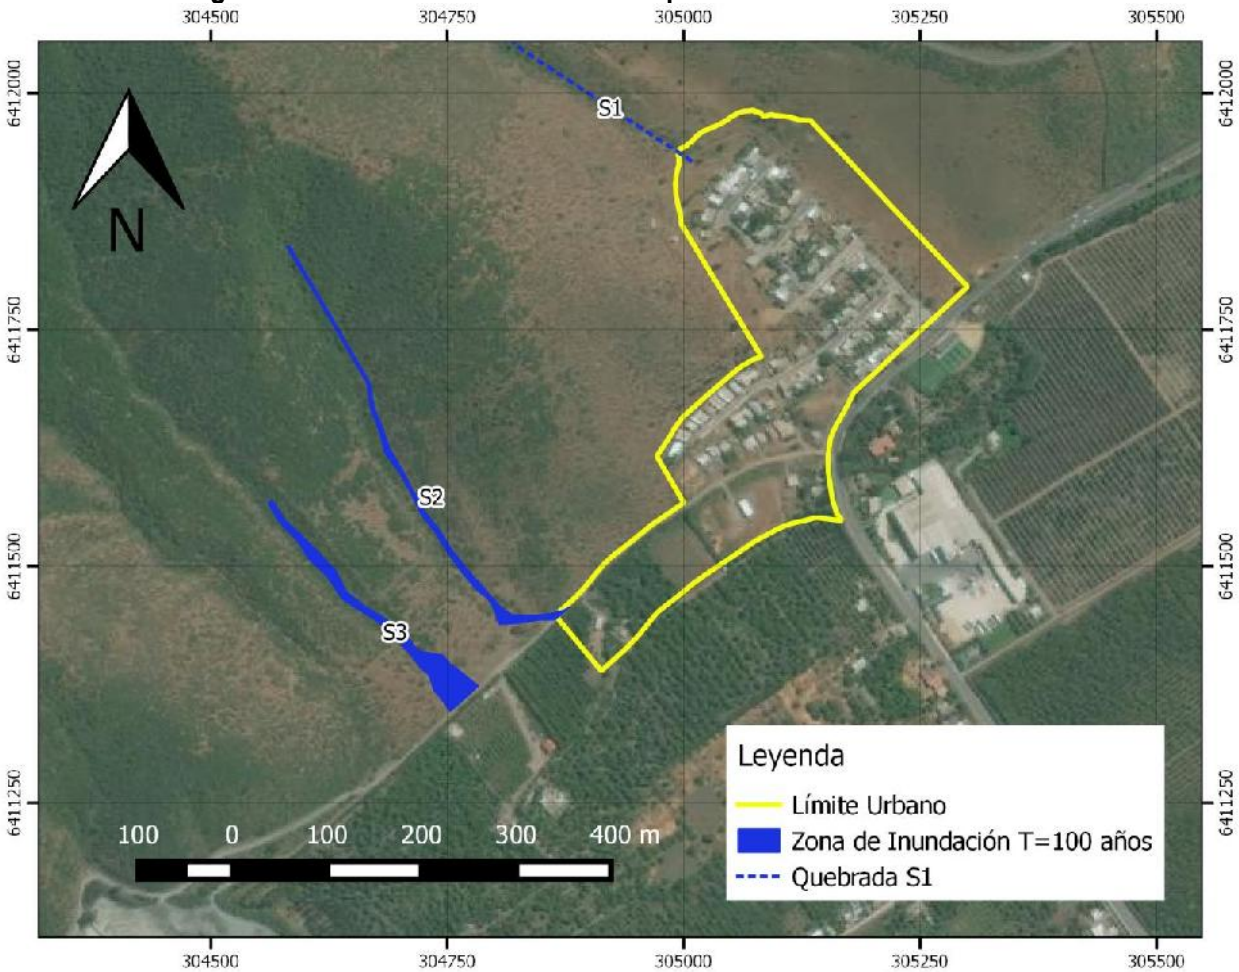 304500 304750 305000 305250 305500
6412000 6412000
S1
N
6411750 6411750
S2
6411500 6411500
S3
Leyenda
Límite Urbano
Zona de Inundación T=100 años
Quebrada S1
6411250 6411250
100 0 100 200 300 400 m
304500 304750 305000 305250 305500